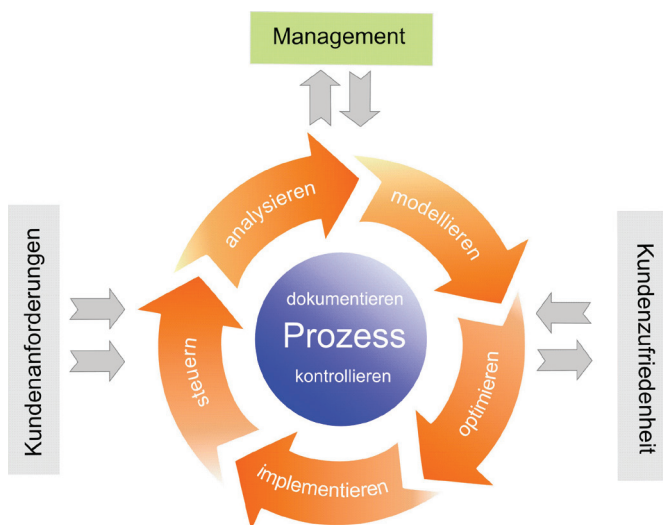 Management
analysieren
modellieren
Kundenanforderungen
Kundenzufriedenheit
dokumentieren
Prozess
kontrollieren
steuern
optimieren
implementieren